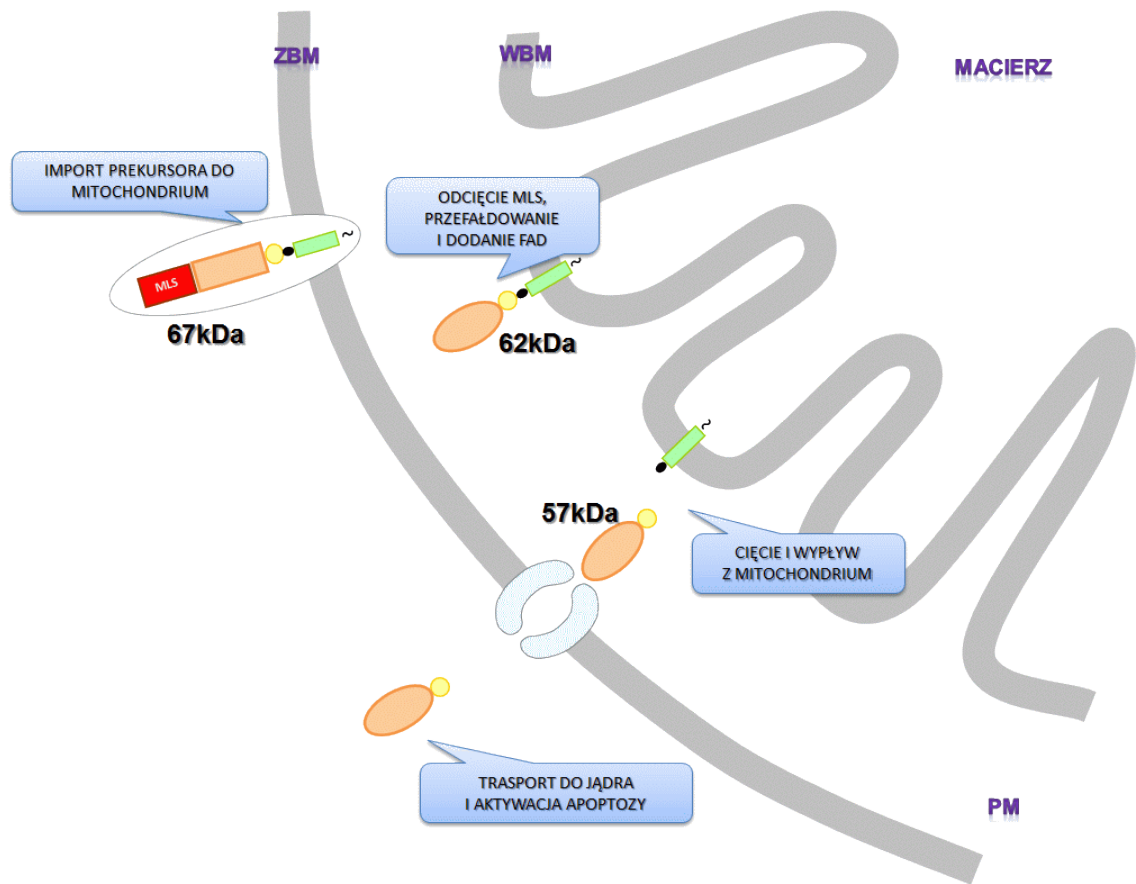 ZBM
WBM
MACIERZ
IMPORT PREKURSORA DO
MITOCHONDRIUM
ODCIĘCIE MLS,
PRZEFAŁDOWANIE
I DODANIE FAD
MLS
67kDa
62kDa
57kDa
CIĘCIE I WYPŁYW
Z MITOCHONDRIUM
TRASPORT DO JĄDRA
I AKTYWACJA APOPTOZY
PM